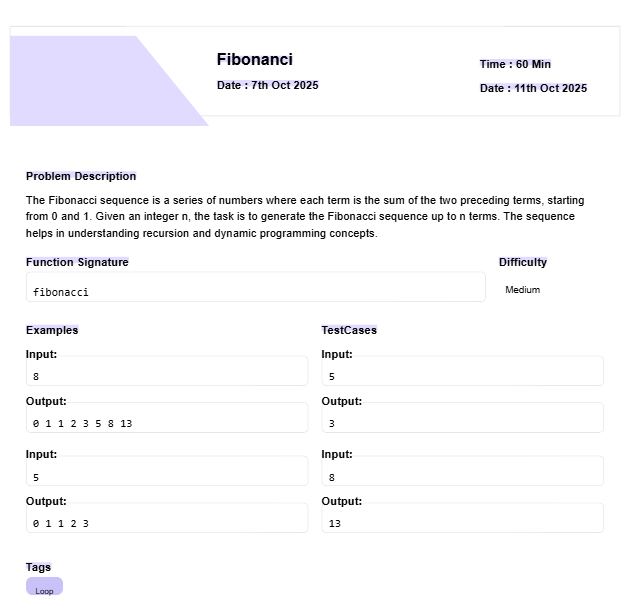 Fibonanci
Time : 60 Min
Date : 7th Oct 2025
Date : 11th Oct 2025
Problem Description
The Fibonacci sequence is a series of numbers where each term is the sum of the two preceding terms, starting
from 0 and 1. Given an integer n, the task is to generate the Fibonacci sequence up to n terms. The sequence
helps in understanding recursion and dynamic programming concepts.
Function Signature
Difficulty
fibonacci
Medium
Examples
TestCases
Input:
Input:
8
5
Output:
Output:
0 1 1 2 3 5 8 13
3
Input:
Input:
5
8
Output:
Output:
0 1 1 2 3
13
Tags
Loop